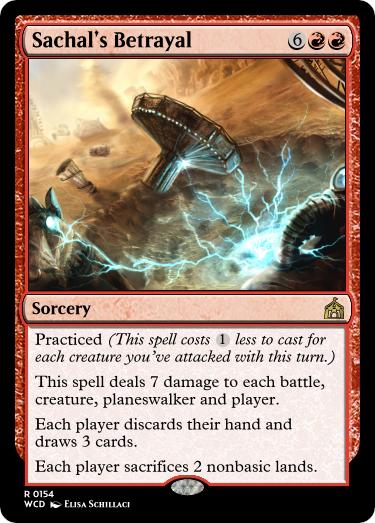 Sachal's Betrayal 6
Sorcery
Practiced (This spell costs 1 less to cast for
each creature you've attacked with this turn.)
This spell deals 7 damage to each battle,
creature, planeswalker and player.
Each player discards their hand and
draws 3 cards.
Each player sacrifices 2 nonbasic lands.
R 0154
WCD Elisa Schillaci